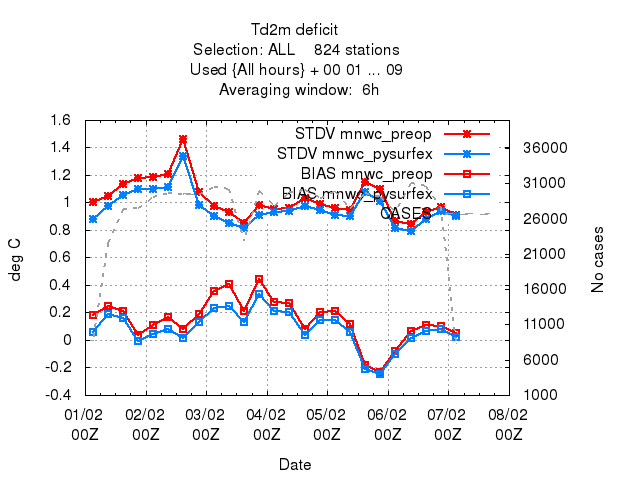 Td2m deficit
Selection: ALL    824 stations
Used {All hours} + 00 01 ... 09
Averaging window:  6h
deg C
1.6
1.4
1.2
1
0.8
0.6
0.4
0.2
0
-0.2
-0.4
STDV mnwc_preop
STDV mnwc_pysurfex
BIAS mnwc_preop
BIAS mnwc_pysurfex
CASES
36000
31000
26000
21000
16000
11000
6000
1000
No cases
01/02 02/02 03/02 04/02 05/02 06/02 07/02 08/02
00Z 00Z 00Z 00Z 00Z 00Z 00Z 00Z
Date